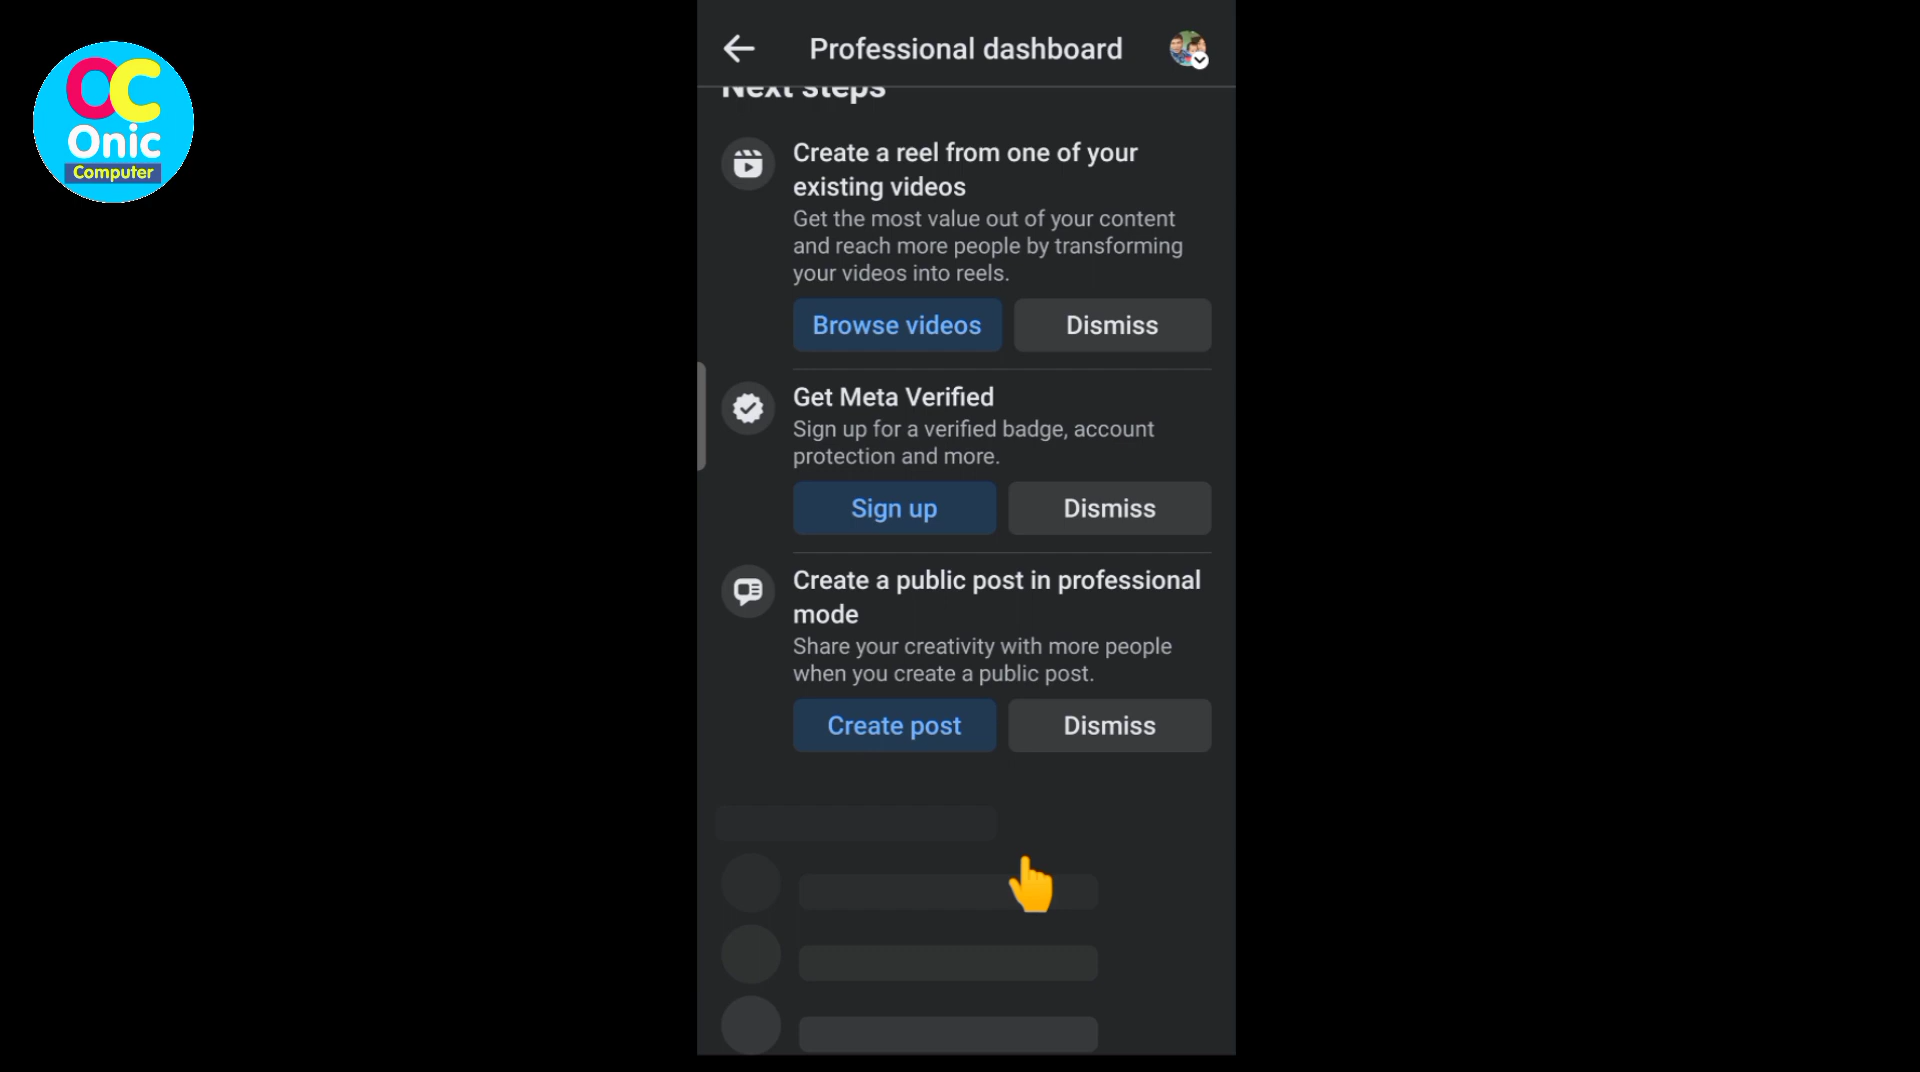 OC
Onic
Computer
Professional dashboard
Next steps
Create a reel from one of your
existing videos
Get the most value out of your content
and reach more people by transforming
your videos into reels.
Browse videos
Dismiss
Get Meta Verified
Sign up for a verified badge, account
protection and more.
Sign up
Dismiss
Create a public post in professional
mode
Share your creativity with more people
when you create a public post.
Create post
Dismiss